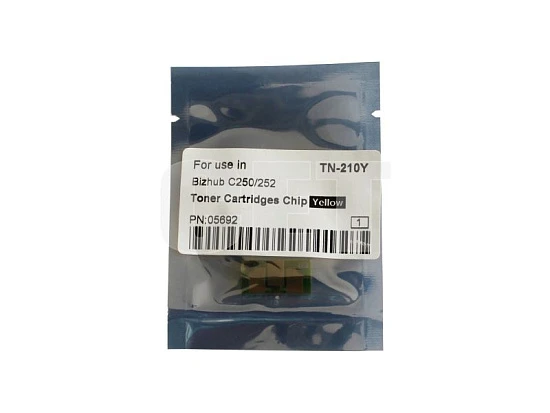 For use in TN-210Y
Bizhub C250/252
Toner Cartridges Chip Yellow
PN:05692 1